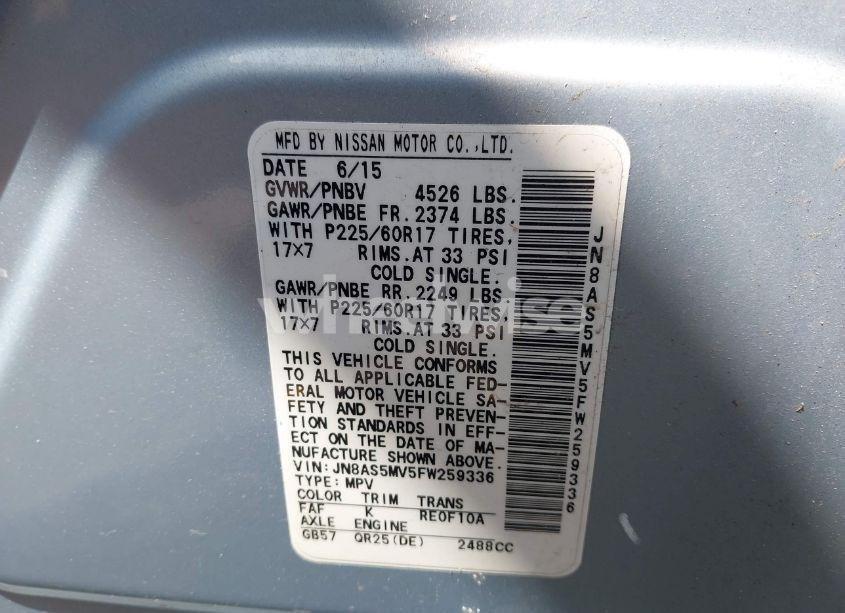 MFD BY NISSAN MOTOR CO.,LTD.
DATE 6/15
GVWR/PNBV 4526 LBS.
GAWR/PNBE FR. 2374 LBS.
WITH P225/60R17 TIRES,
17×7 RIMS.AT 33 PSI
COLD SINGLE.
GAWR/PNBE RR. 2249 LBS.
WITH P225/60R17 TIRES,
17×7 RIMS.AT 33 PSI
COLD SINGLE.
THIS VEHICLE CONFORMS
TO ALL APPLICABLE FED-
ERAL MOTOR VEHICLE SA-
FETY AND THEFT PREVEN-
TION STANDARDS IN EFF-
ECT ON THE DATE OF MA-
NUFACTURE SHOWN ABOVE.
VIN: JN8AS5MV5FW259336
TYPE: MPV
COLOR TRIM TRANS
FAF K RE0F10A
AXLE ENGINE
GB57 QR25(DE) 2488CC
JN8AS5MV5FW259336